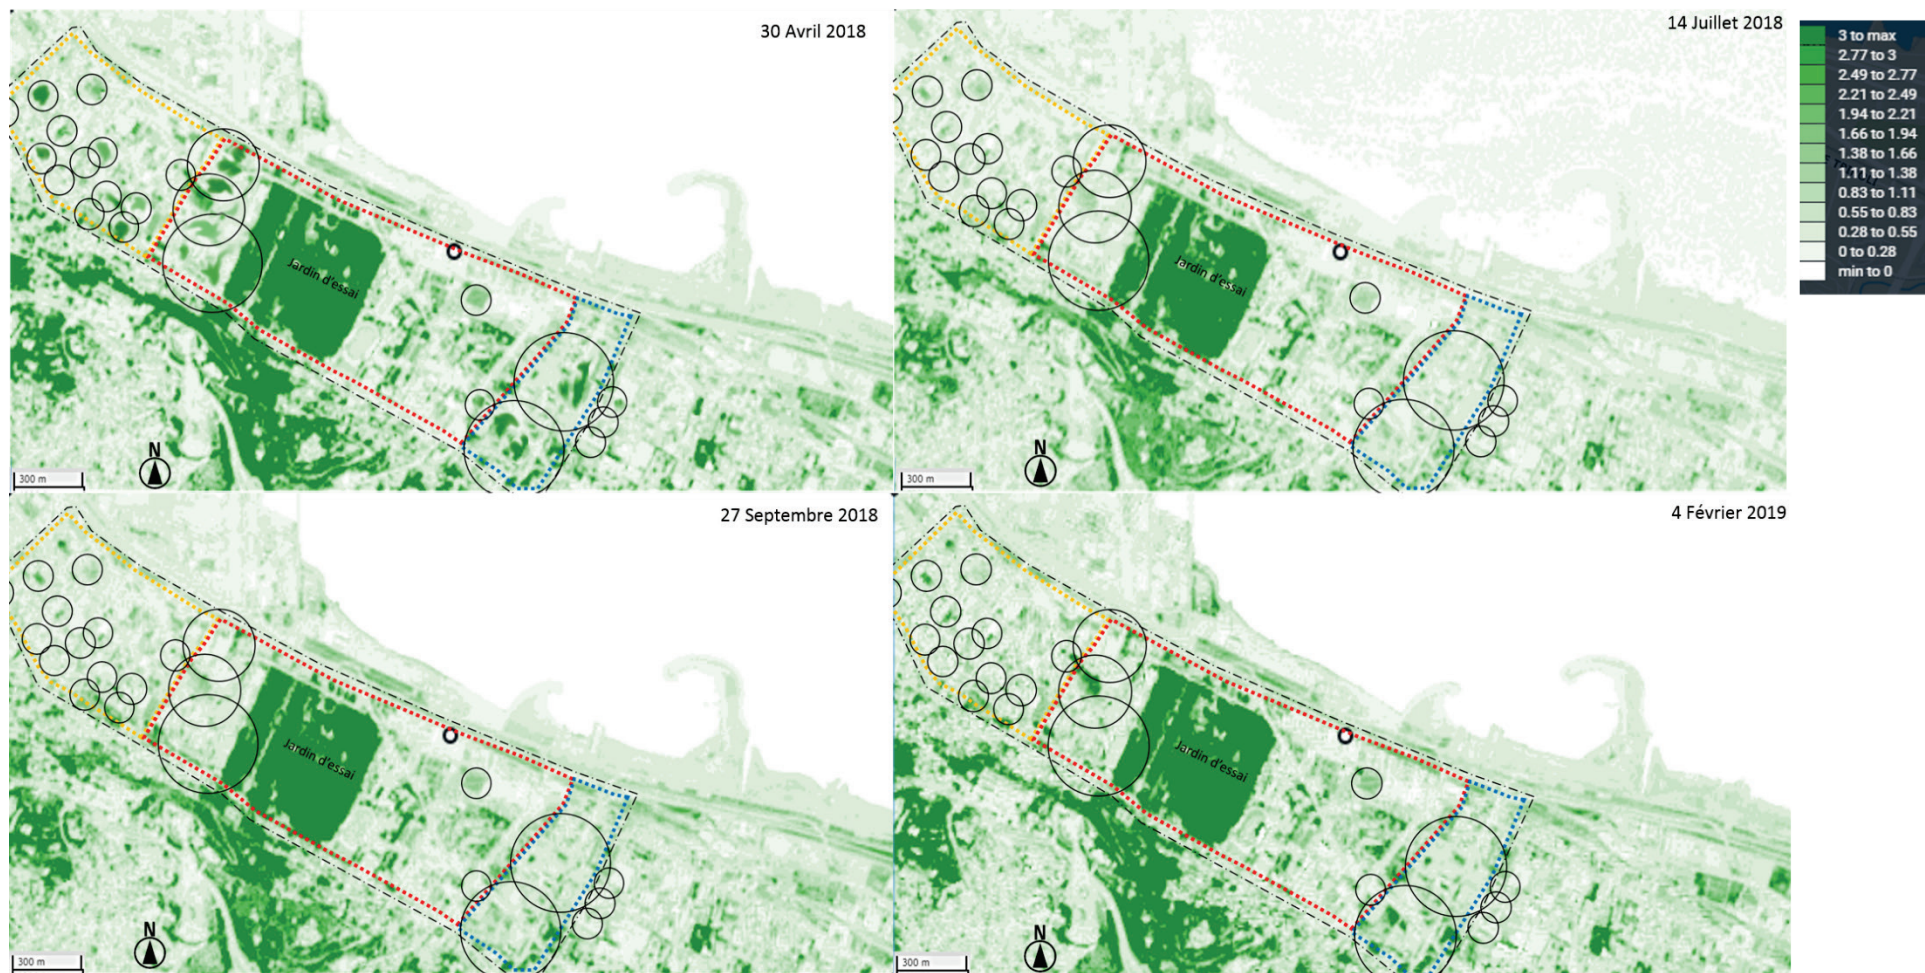 30 Avril 2018
Jardin d'essai
N
300 m
14 Juillet 2018
Jardin d'essai
N
300 m
3 to max
2.77 to 3
2.49 to 2.77
2.21 to 2.49
1.94 to 2.21
1.66 to 1.94
1.38 to 1.66
1.11 to 1.38
0.83 to 1.11
0.55 to 0.83
0.28 to 0.55
0 to 0.28
min to 0
27 Septembre 2018
Jardin d'essai
N
300 m
4 Février 2019
Jardin d'essai
N
300 m